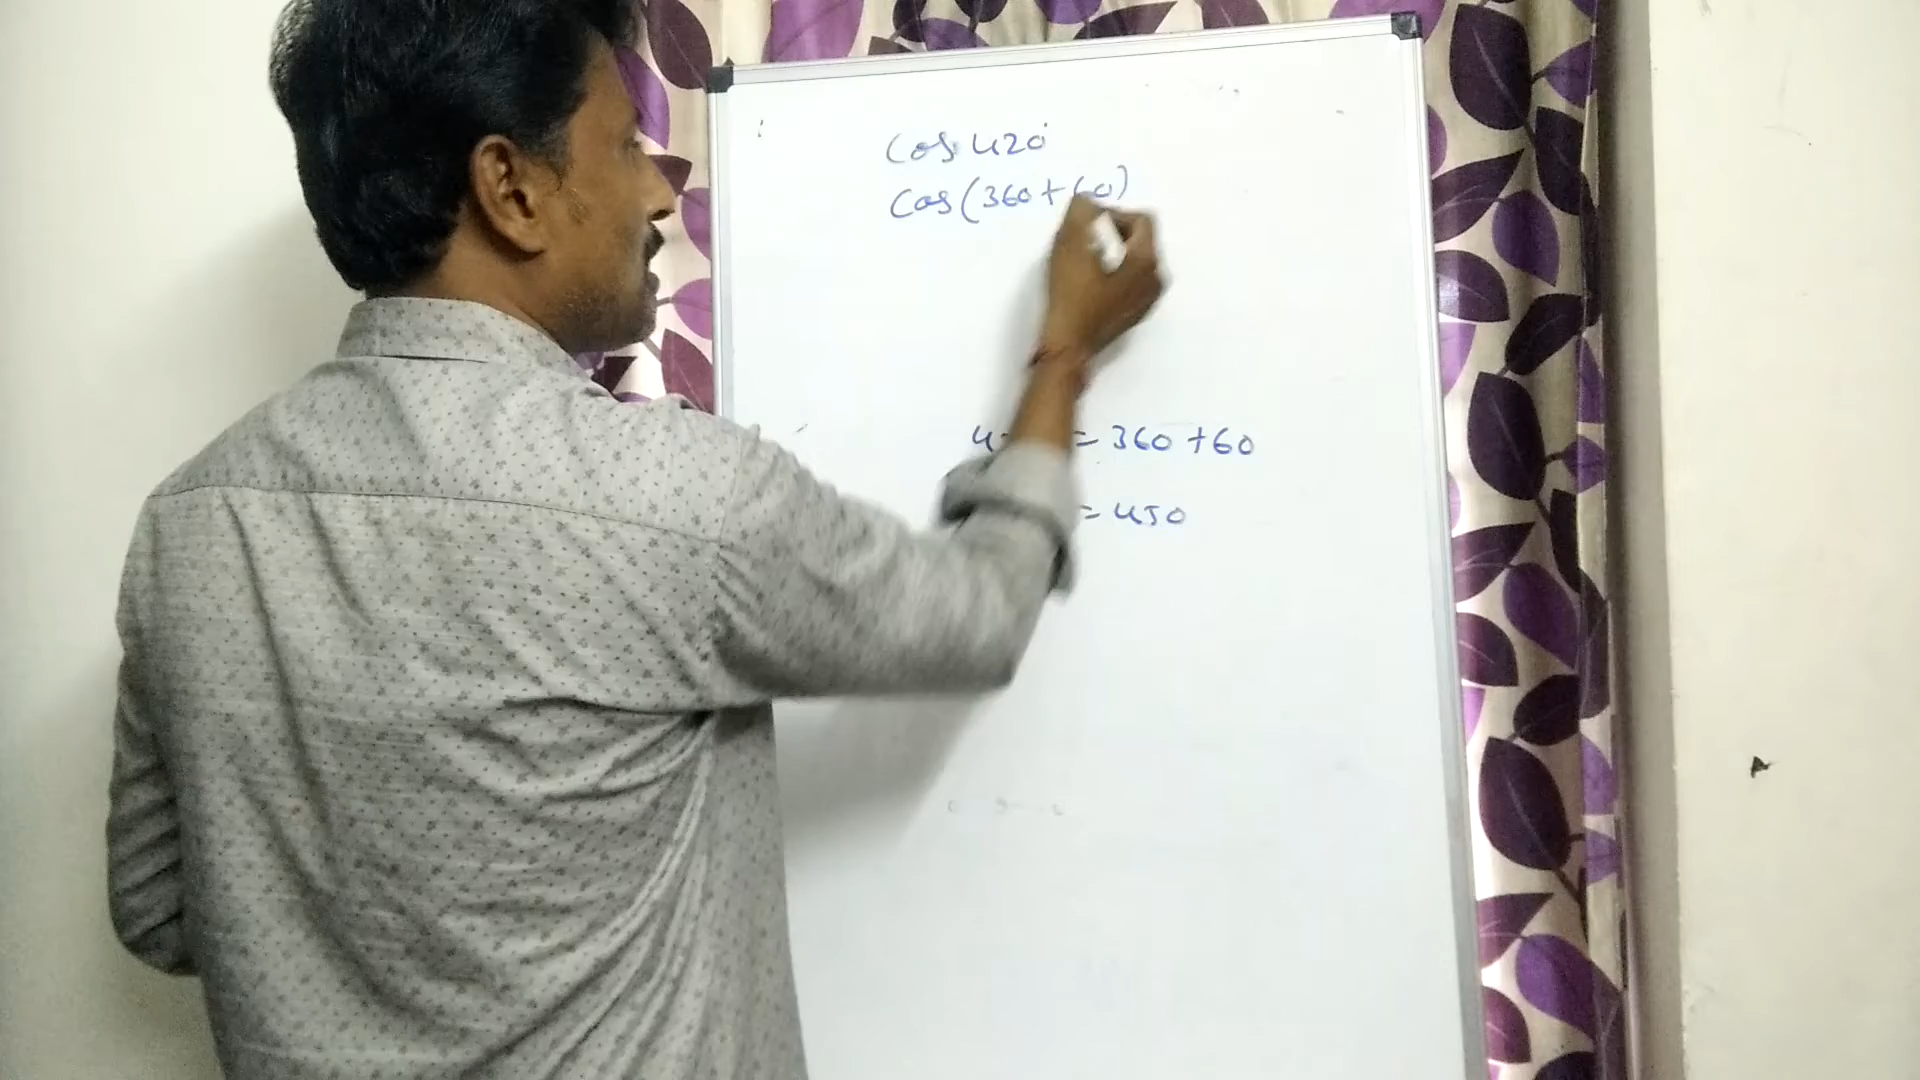 Cos 420°
Cos(360+60)
= 360 + 60
= 450